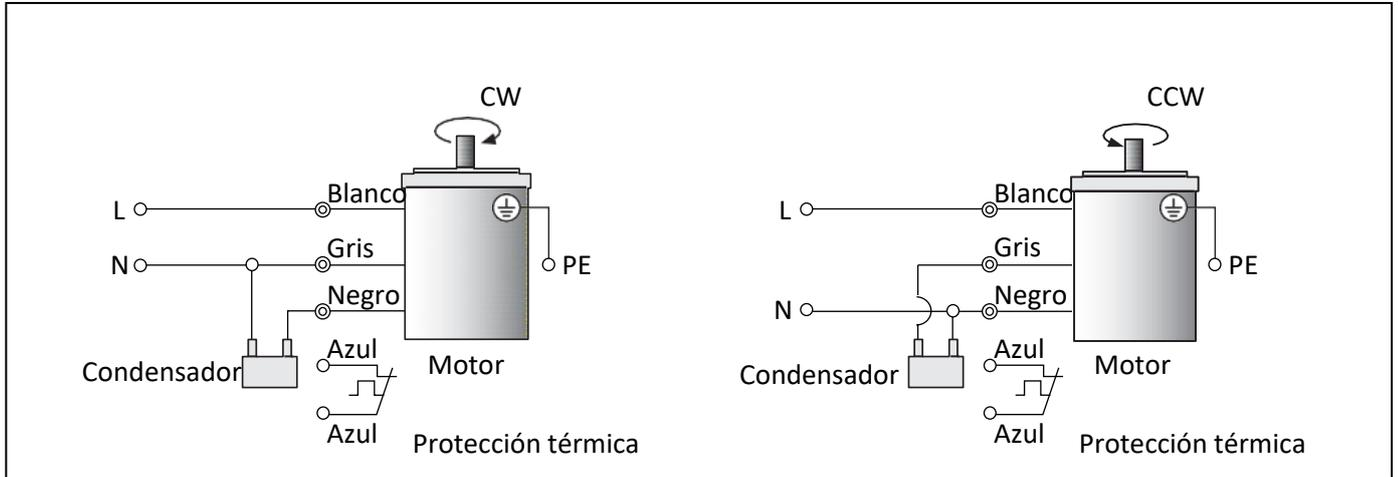 CW
Blanco
L
Gris
N
PE
Negro
Azul
Motor
Condensador
Azul
Protección térmica
CCW
Blanco
L
Gris
PE
Negro
N
Azul
Motor
Condensador
Azul
Protección térmica